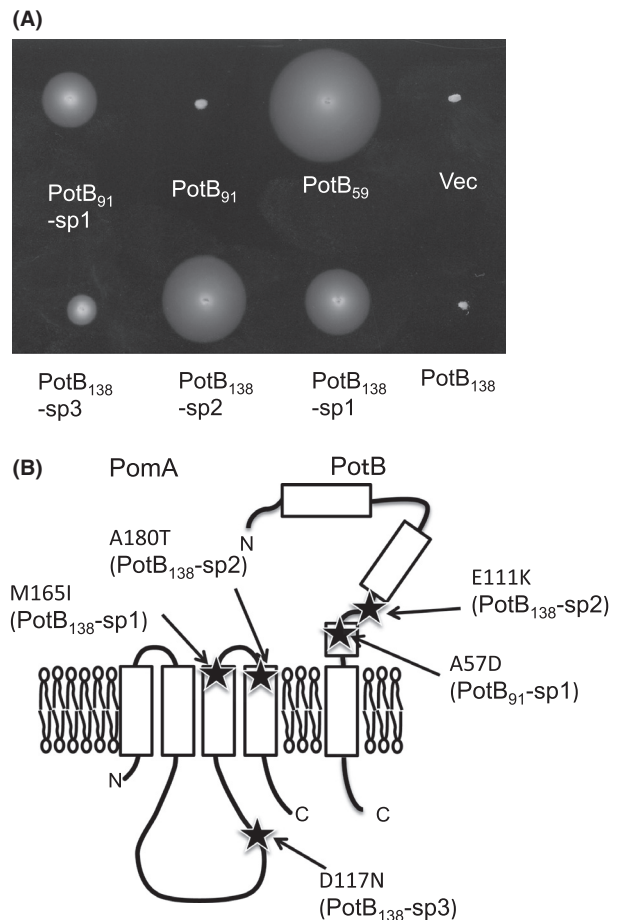 (A)
PotB91 -sp1
PotB91
PotB59
Vec
PotB138 -sp3
PotB138 -sp2
PotB138 -sp1
PotB138
(B)
PomA
PotB
N
A180T
(PotB138-sp2)
M165I
(PotB138-sp1)
E111K
(PotB138-sp2)
A57D
(PotB91-sp1)
N
C
C
D117N
(PotB138-sp3)